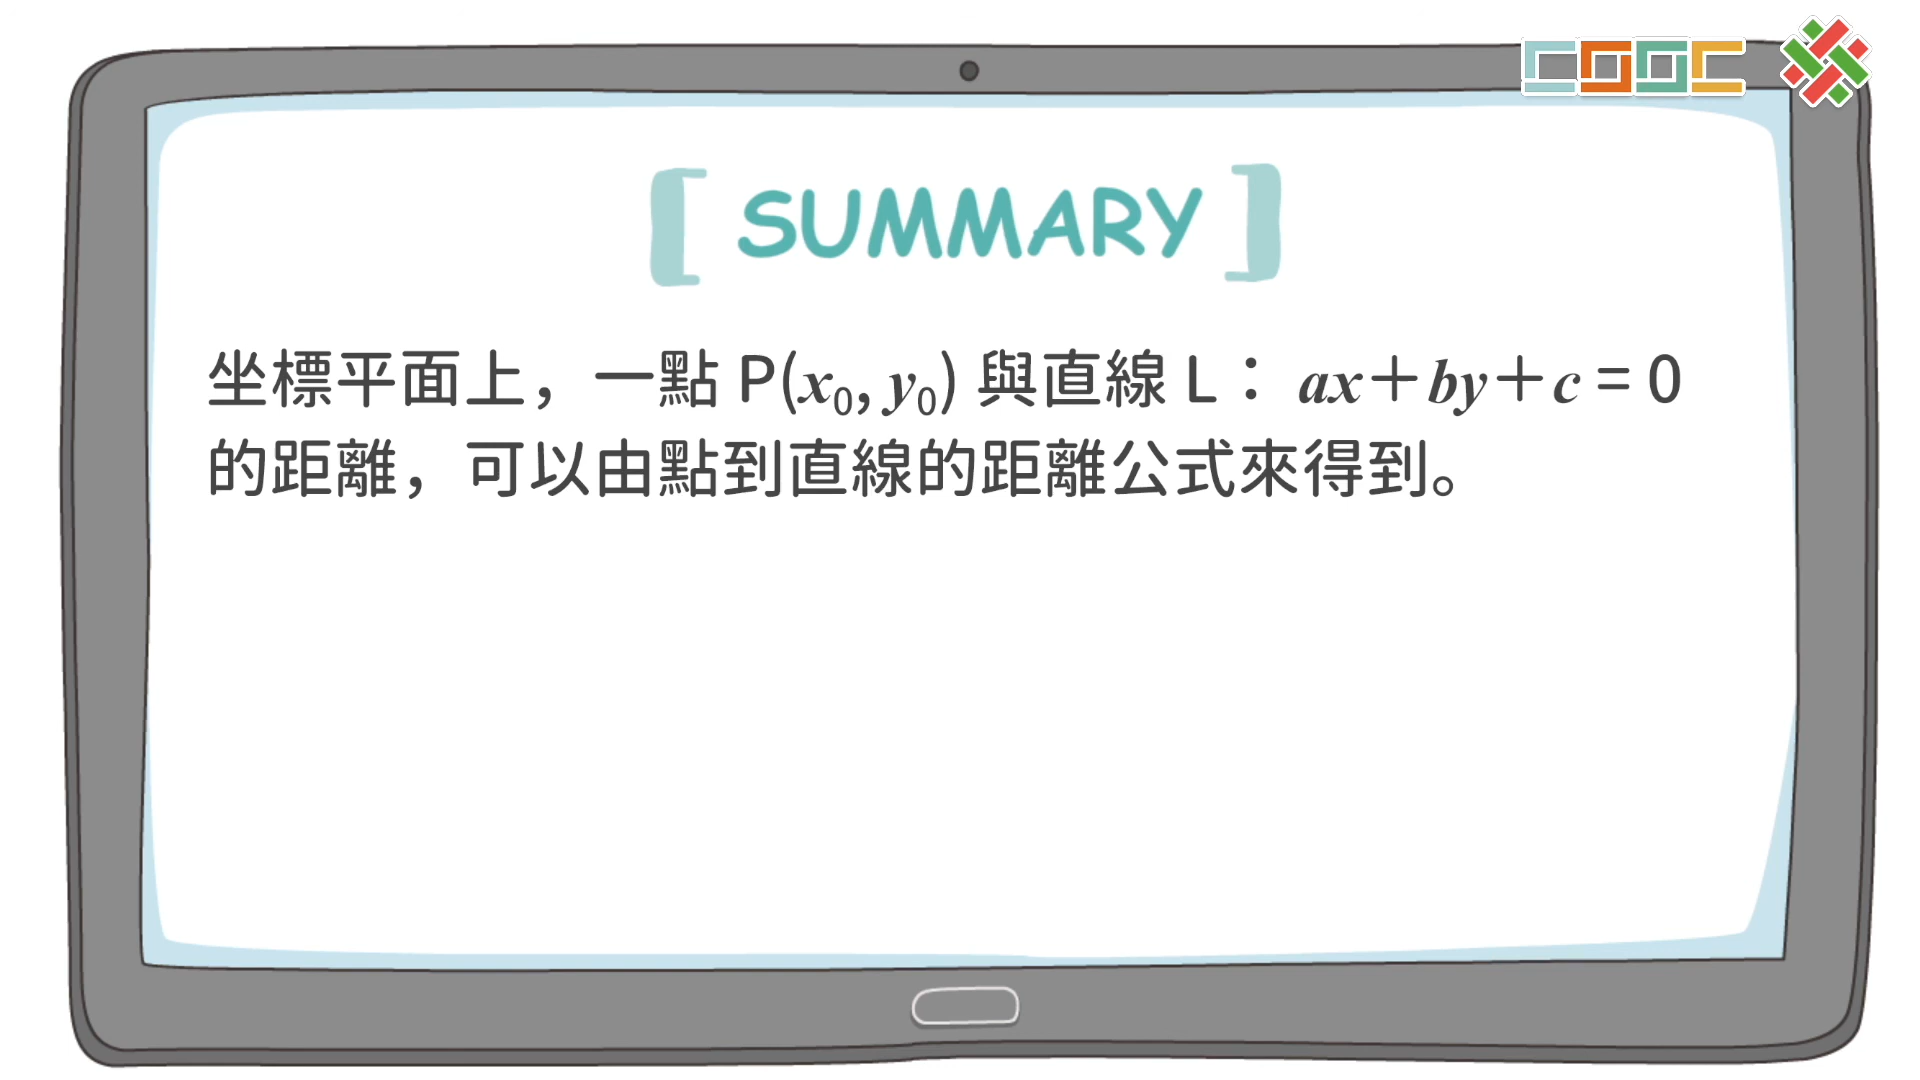 COOC
SUMMARY
坐標平面上，一點 P(x₀, y₀) 與直線 L： ax＋by＋c = 0
的距離，可以由點到直線的距離公式來得到。